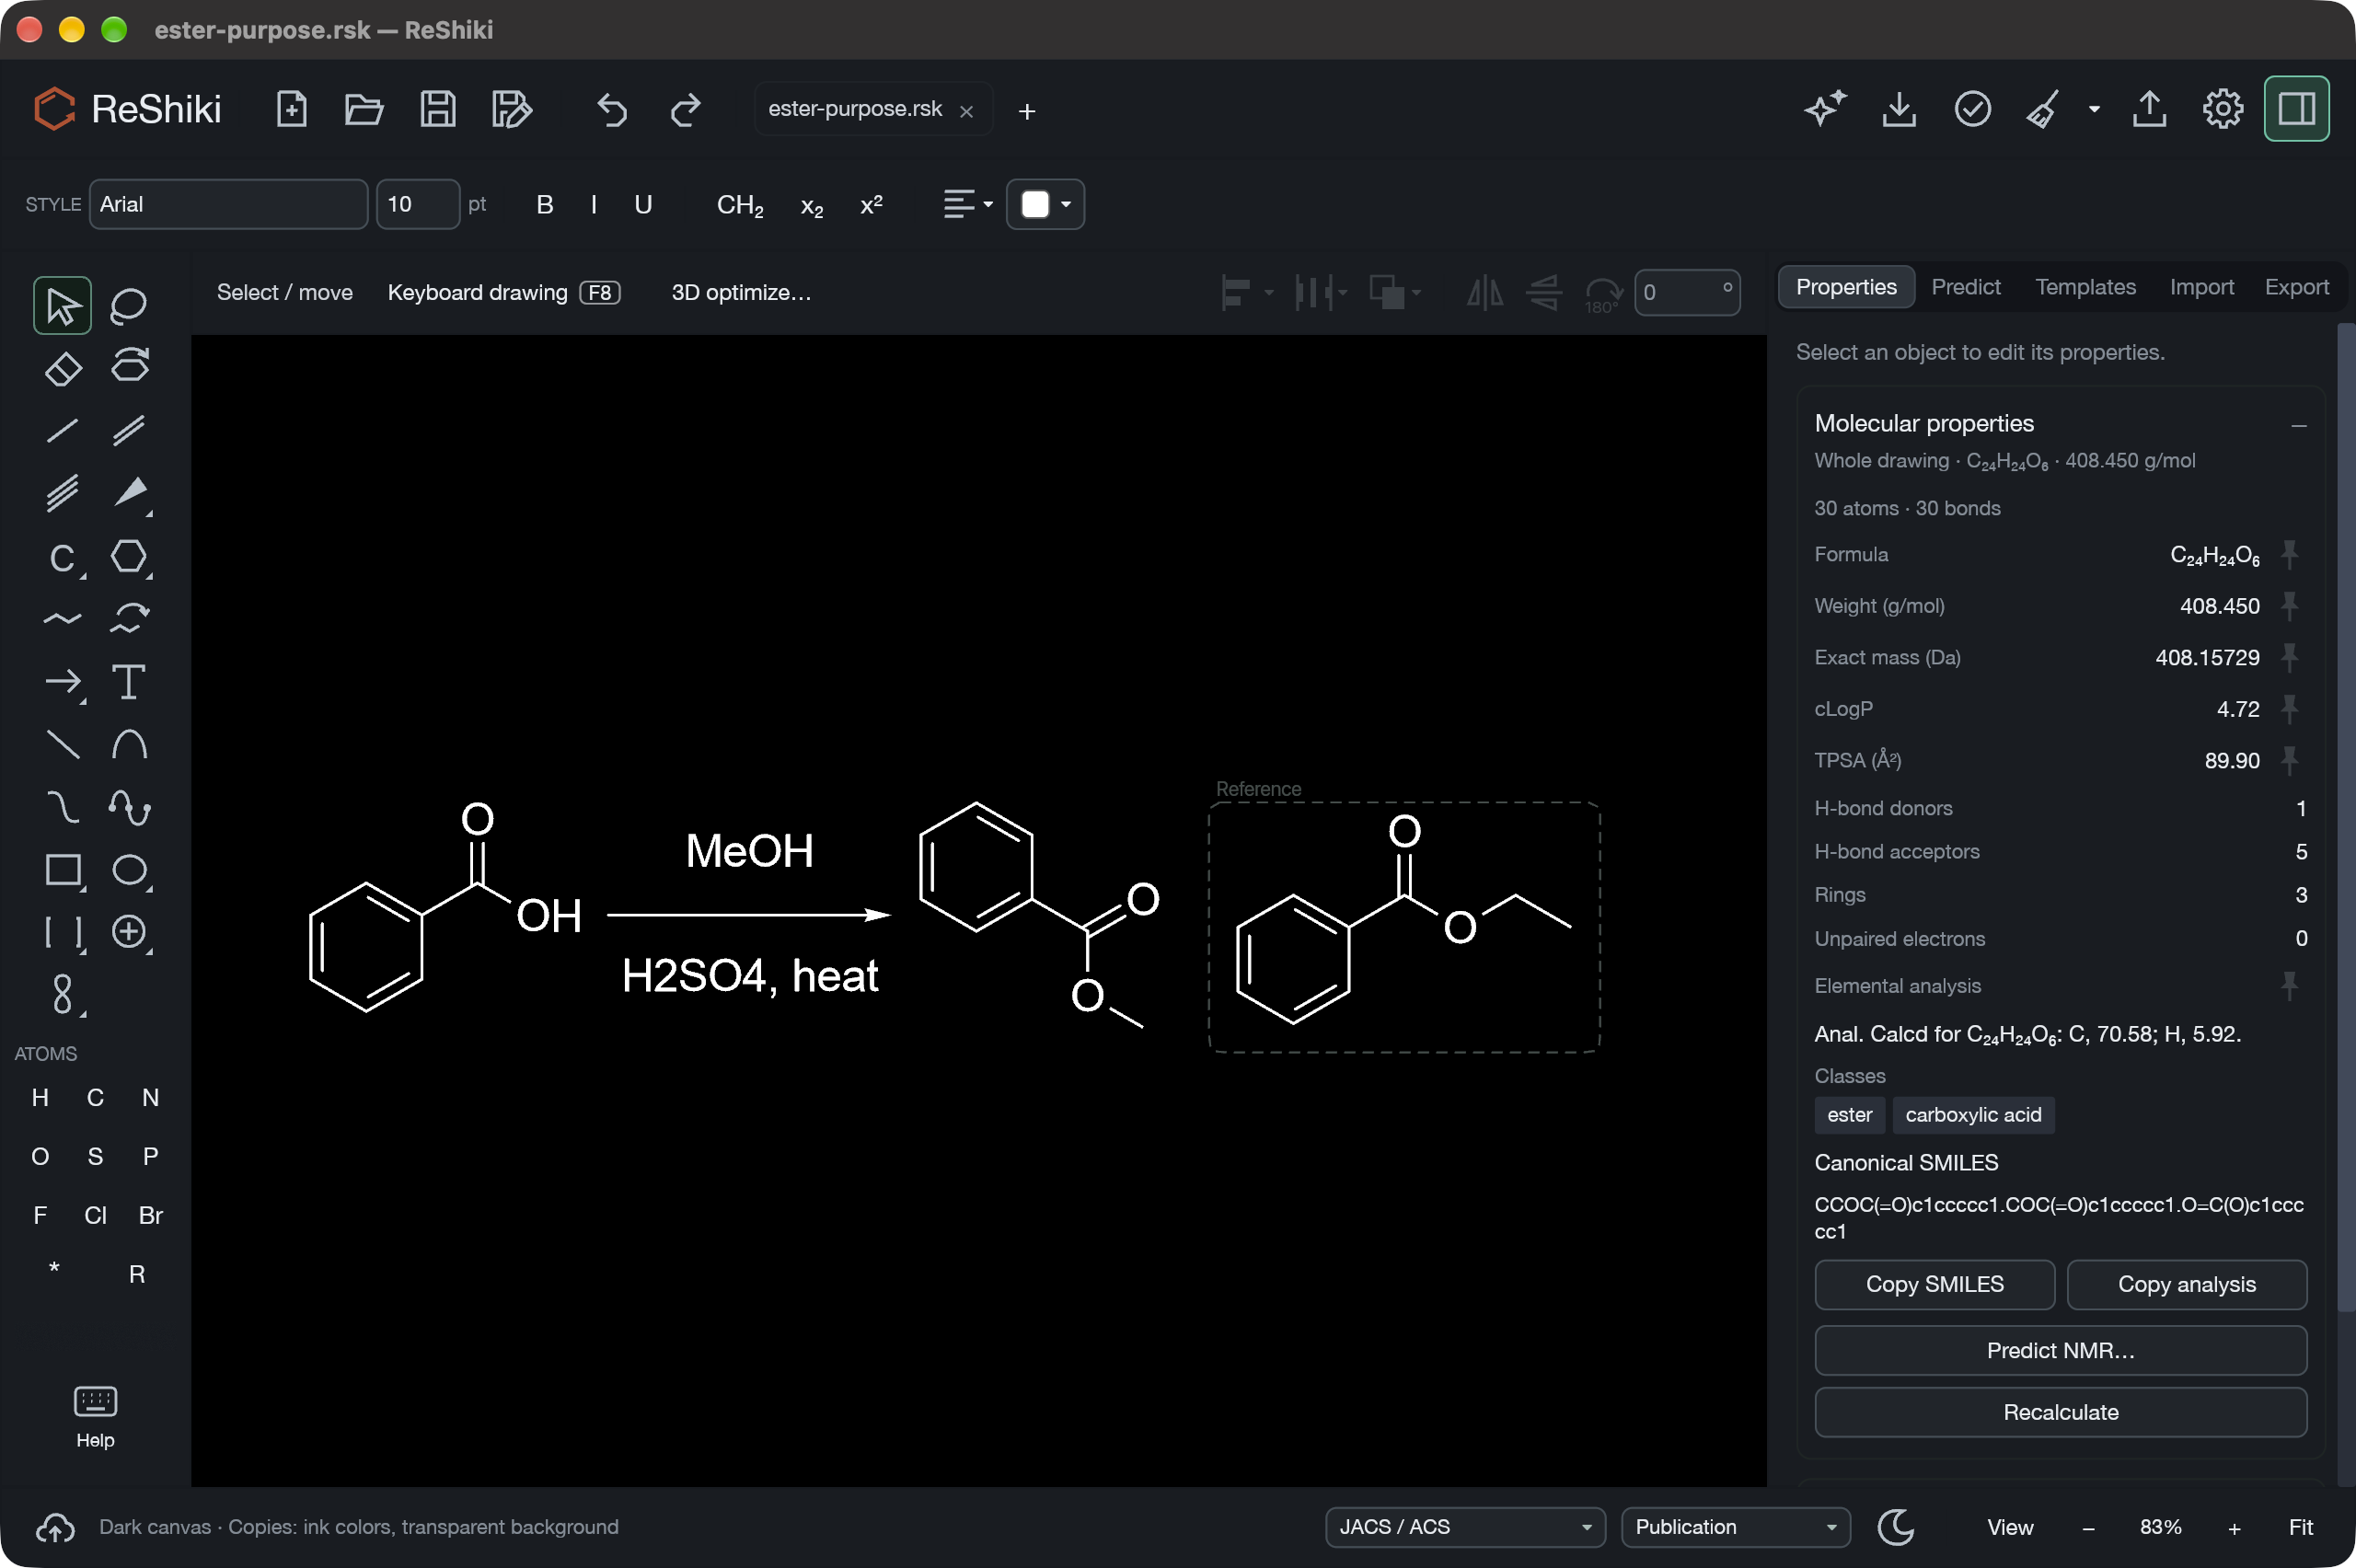 ester-purpose.rsk — ReShiki
ReShiki
ester-purpose.rsk ×
+
STYLE Arial 10 pt B I U CH₂ x₂ x²
Select / move Keyboard drawing F8 3D optimize...
180° 0 °
Properties Predict Templates Import Export
Select an object to edit its properties.
Molecular properties
Whole drawing · C₂₄H₂₄O₆ · 408.450 g/mol
30 atoms · 30 bonds
Formula C₂₄H₂₄O₆
Weight (g/mol) 408.450
Exact mass (Da) 408.15729
cLogP 4.72
TPSA (Å²) 89.90
H-bond donors 1
H-bond acceptors 5
Rings 3
Unpaired electrons 0
Elemental analysis
Anal. Calcd for C₂₄H₂₄O₆: C, 70.58; H, 5.92.
Classes
ester carboxylic acid
Canonical SMILES
CCOC(=O)c1ccccc1.COC(=O)c1ccccc1.O=C(O)c1ccc
cc1
Copy SMILES Copy analysis
Predict NMR...
Recalculate
C
T
ATOMS
H C N
O S P
F Cl Br
* R
Help
O
OH
MeOH
H2SO4, heat
O
O
Reference
O
O
Dark canvas · Copies: ink colors, transparent background
JACS / ACS Publication View − 83% + Fit